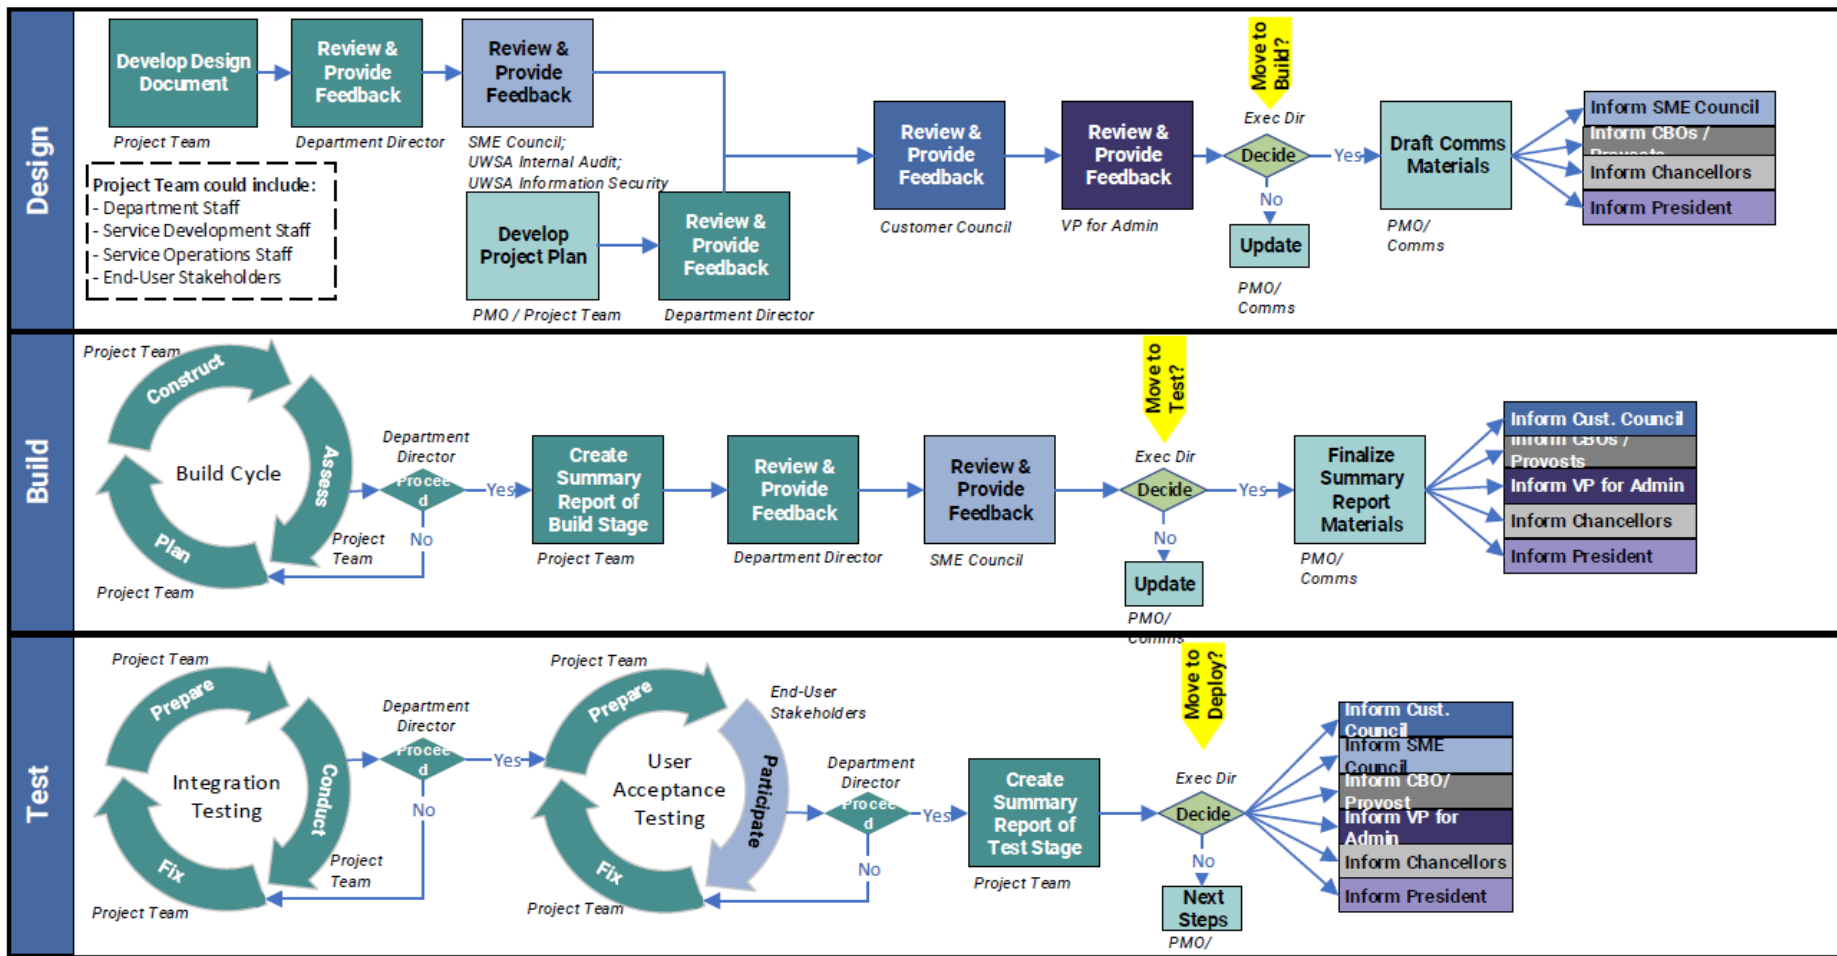 Design
Develop Design
Document
Project Team
Review &
Provide
Feedback
Department Director
Review &
Provide
Feedback
SME Council;
UWSA Internal Audit;
UWSA Information Security
Project Team could include:
- Department Staff
- Service Development Staff
- Service Operations Staff
- End-User Stakeholders
Develop
Project Plan
PMO / Project Team
Review &
Provide
Feedback
Department Director
Review &
Provide
Feedback
Customer Council
Review &
Provide
Feedback
VP for Admin
Move to
Build?
Exec Dir
Decide
Yes
No
Update
PMO/
Comms
Draft Comms
Materials
PMO/
Comms
Inform SME Council
Inform CBOs /
Provosts
Inform Chancellors
Inform President
Build
Project Team
Construct
Assess
Plan
Build Cycle
Project Team
Project
Team
Department
Director
Procee
d
Yes
No
Create
Summary
Report of
Build Stage
Project Team
Review &
Provide
Feedback
Department Director
Review &
Provide
Feedback
SME Council
Move to
Test?
Exec Dir
Decide
Yes
No
Update
PMO/
Comms
Finalize
Summary
Report
Materials
PMO/
Comms
Inform Cust. Council
Inform CBOs /
Provosts
Inform VP for Admin
Inform Chancellors
Inform President
Test
Project Team
Prepare
Conduct
Fix
Integration
Testing
Project Team
Project
Team
Department
Director
Procee
d
Yes
No
Project Team
Prepare
End-User
Stakeholders
Participate
Fix
User
Acceptance
Testing
Project Team
Department
Director
Procee
d
Yes
No
Create
Summary
Report of
Test Stage
Project Team
Move to
Deploy?
Exec Dir
Decide
No
Next
Steps
PMO/
Inform Cust.
Council
Inform SME
Council
Inform CBO/
Provost
Inform VP for
Admin
Inform Chancellors
Inform President